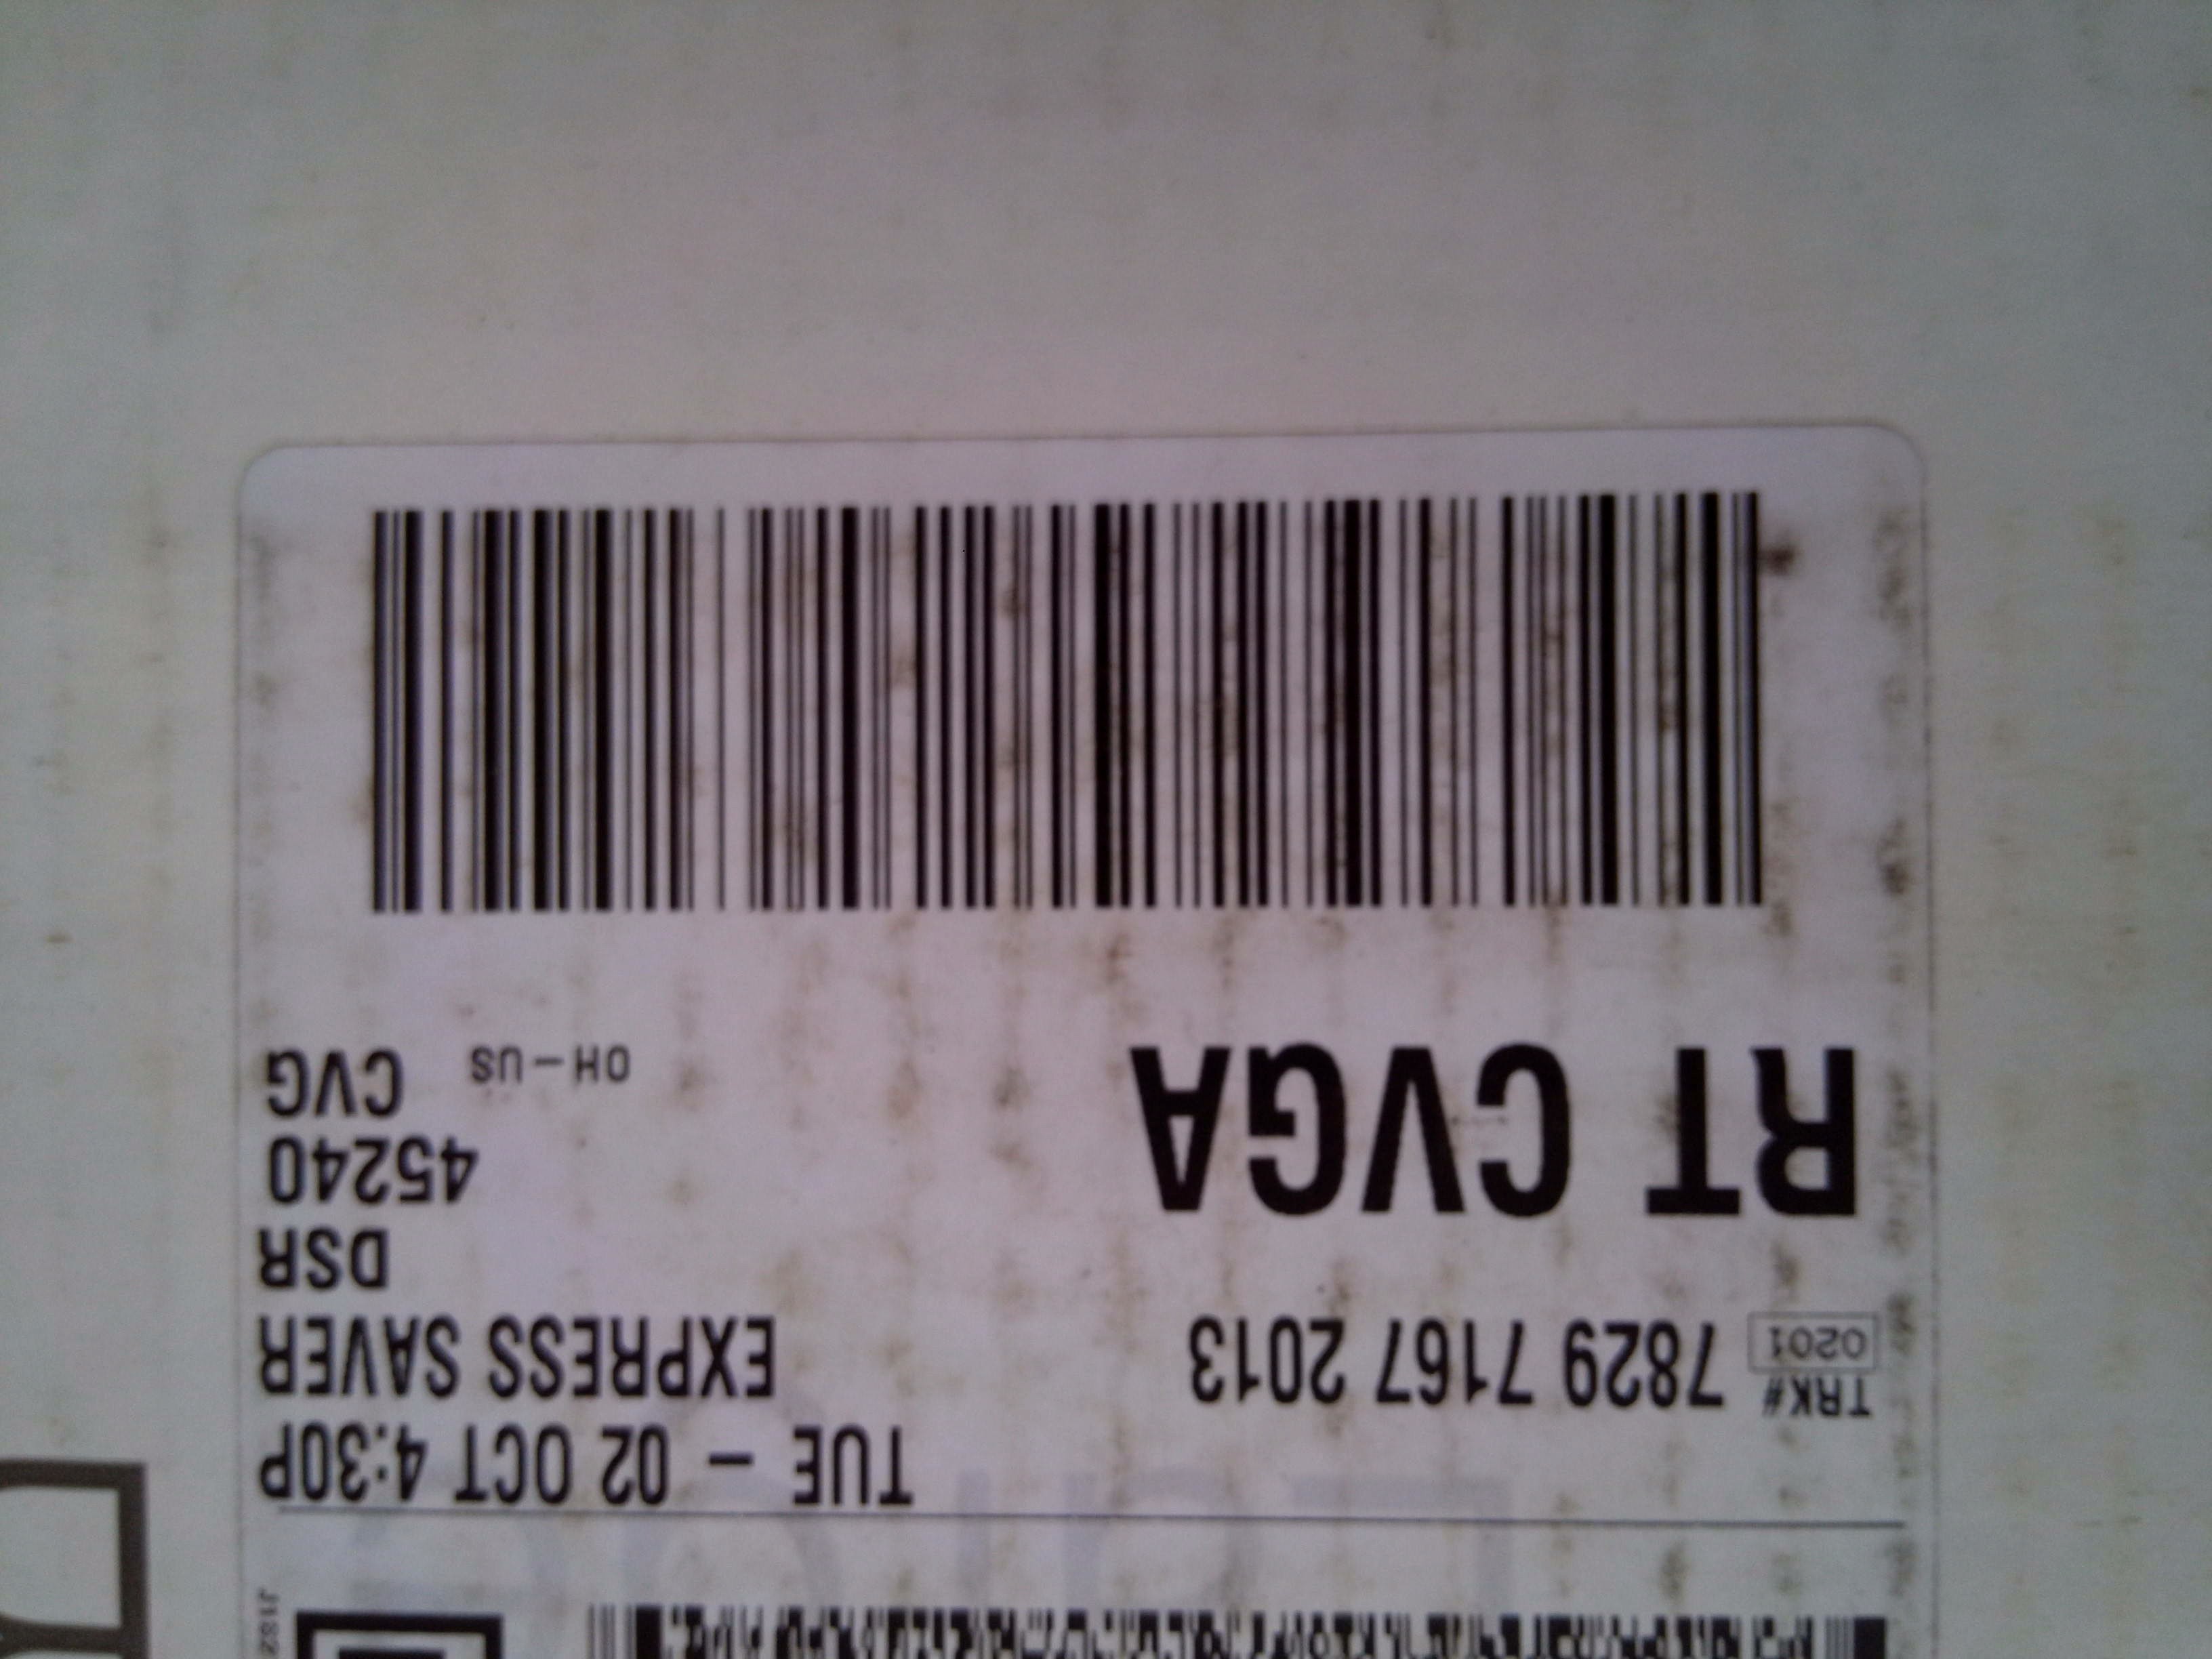 TUE - 02 OCT 4:30P
TRK#
0201
7829 7167 2013
EXPRESS SAVER
DSR
RT CVGA
45240
OH-US
CVG